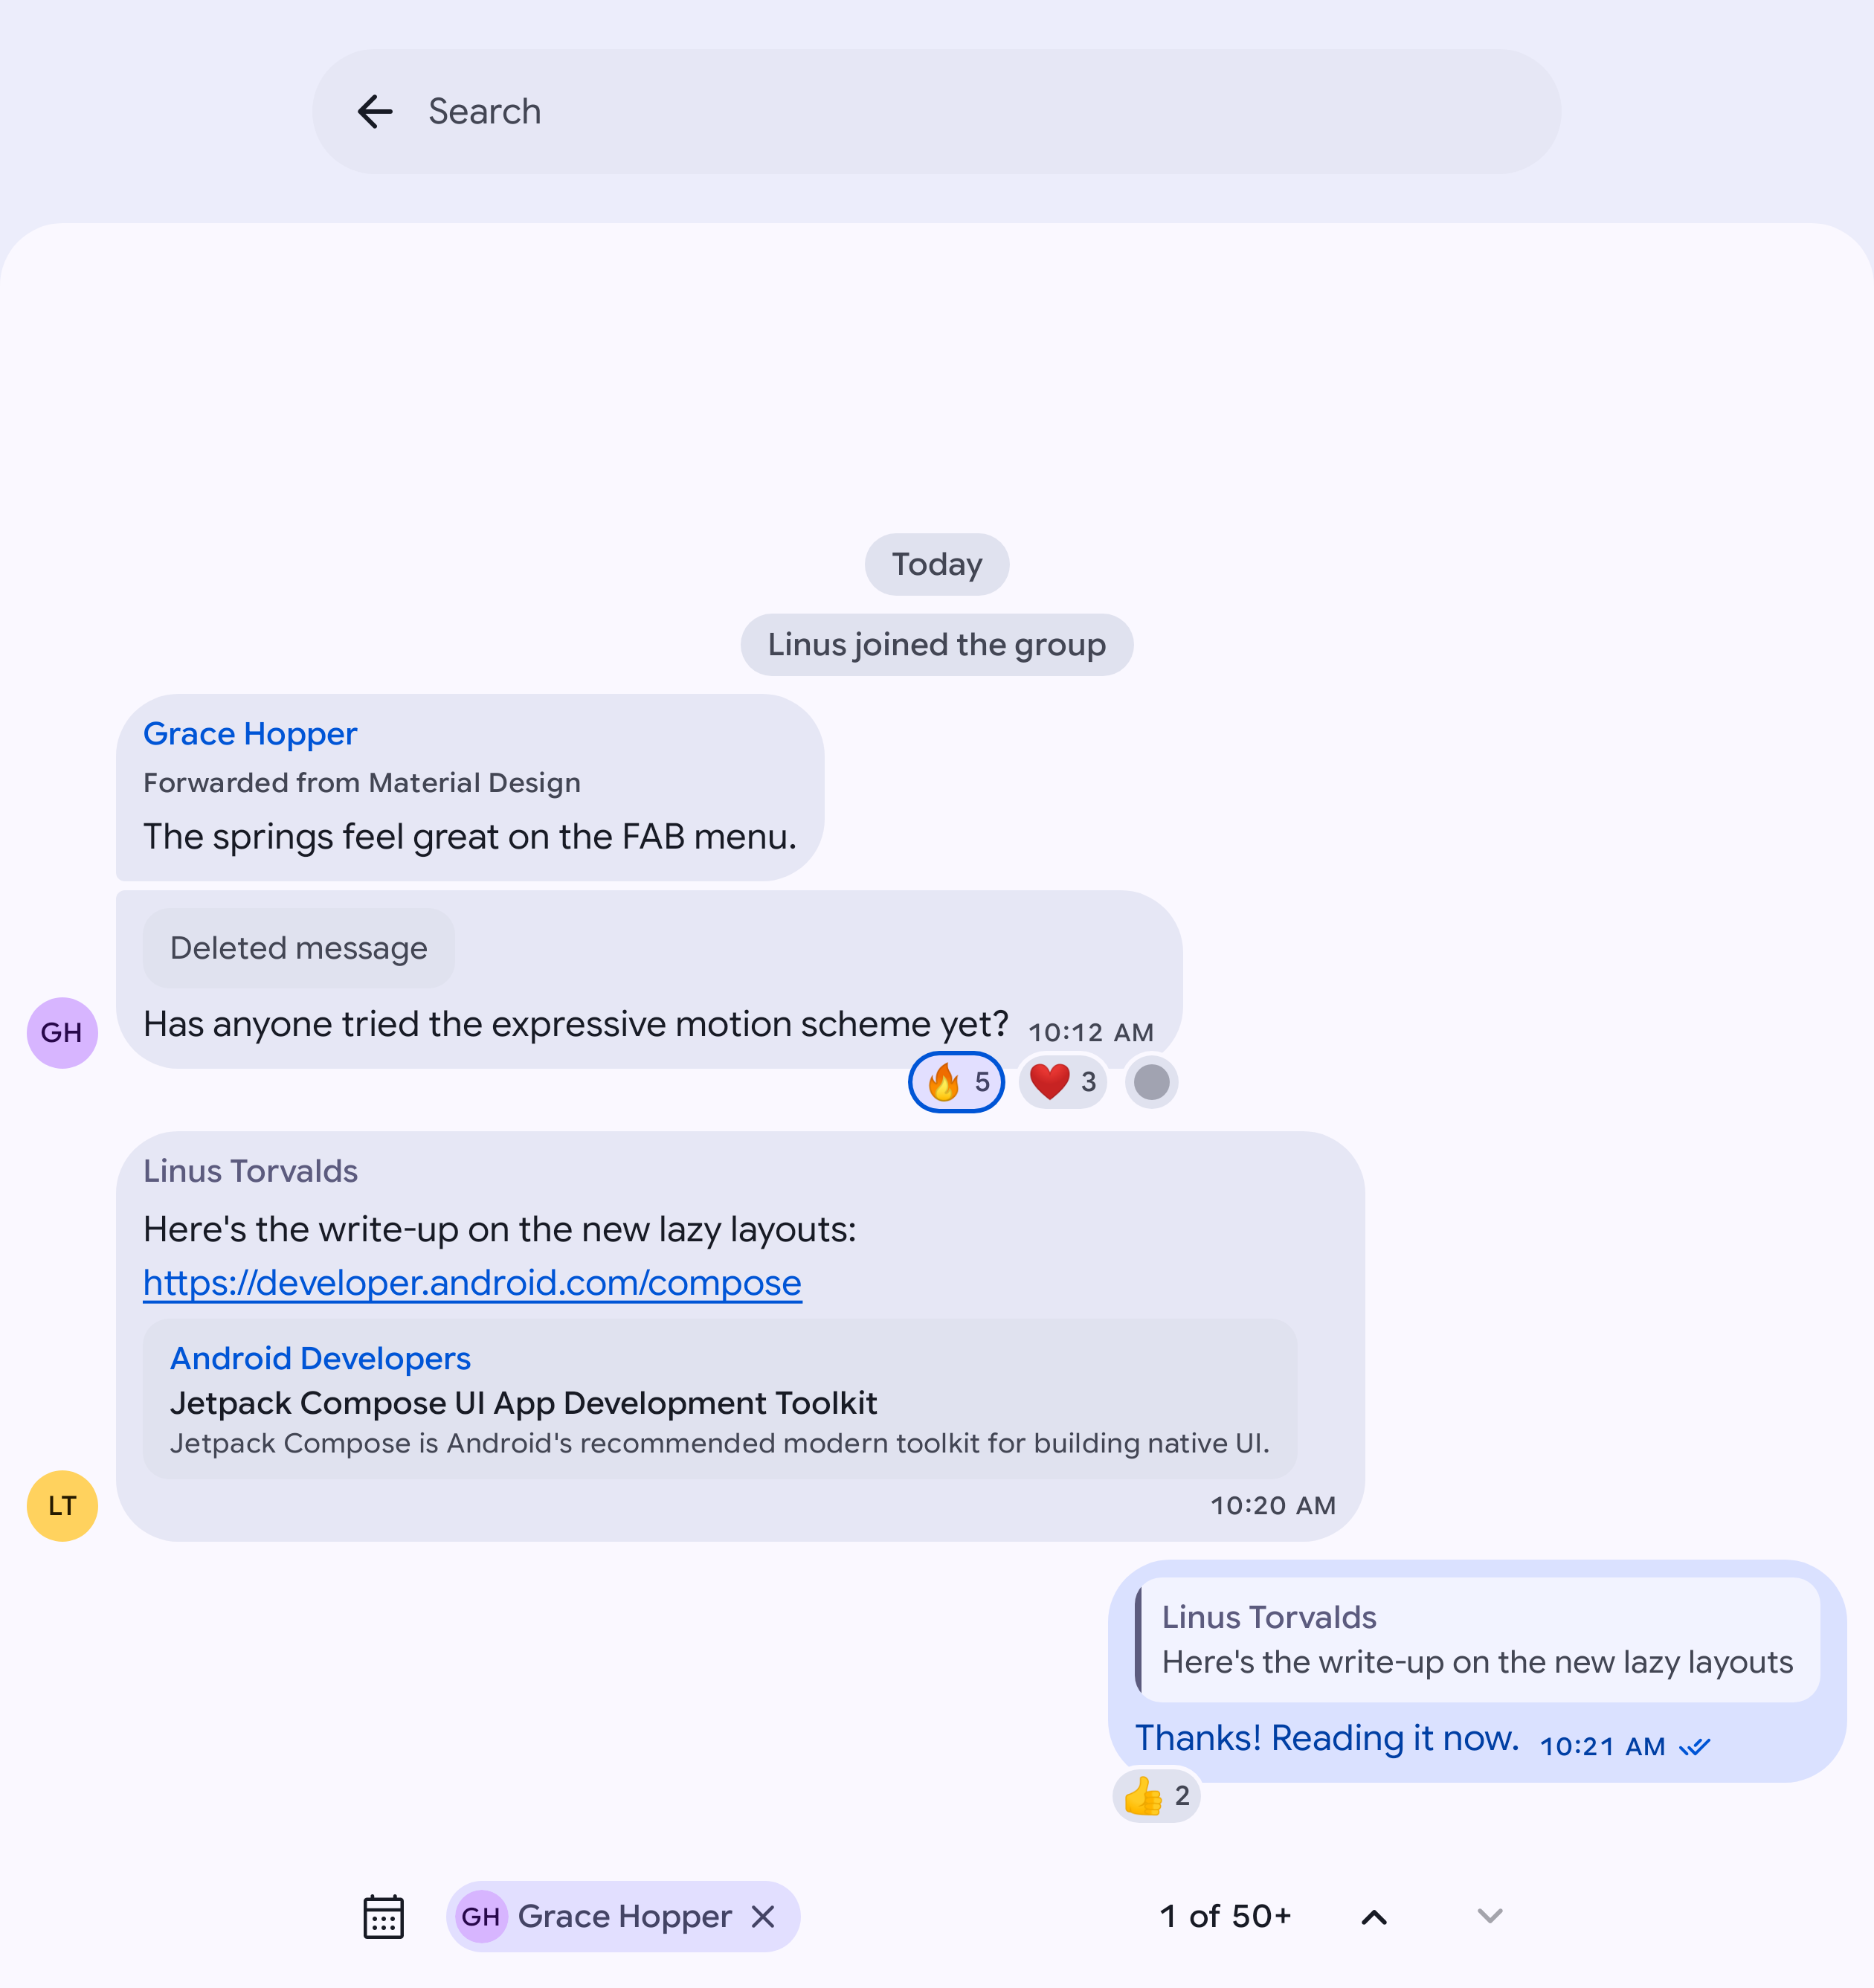 Search
Today
Linus joined the group
Grace Hopper
Forwarded from Material Design
The springs feel great on the FAB menu.
Deleted message
GH
Has anyone tried the expressive motion scheme yet? 10:12 AM
🔥 5 ❤️ 3
Linus Torvalds
Here's the write-up on the new lazy layouts:
https://developer.android.com/compose
Android Developers
Jetpack Compose UI App Development Toolkit
Jetpack Compose is Android's recommended modern toolkit for building native UI.
LT
10:20 AM
Linus Torvalds
Here's the write-up on the new lazy layouts
Thanks! Reading it now. 10:21 AM
👍 2
GH Grace Hopper
1 of 50+